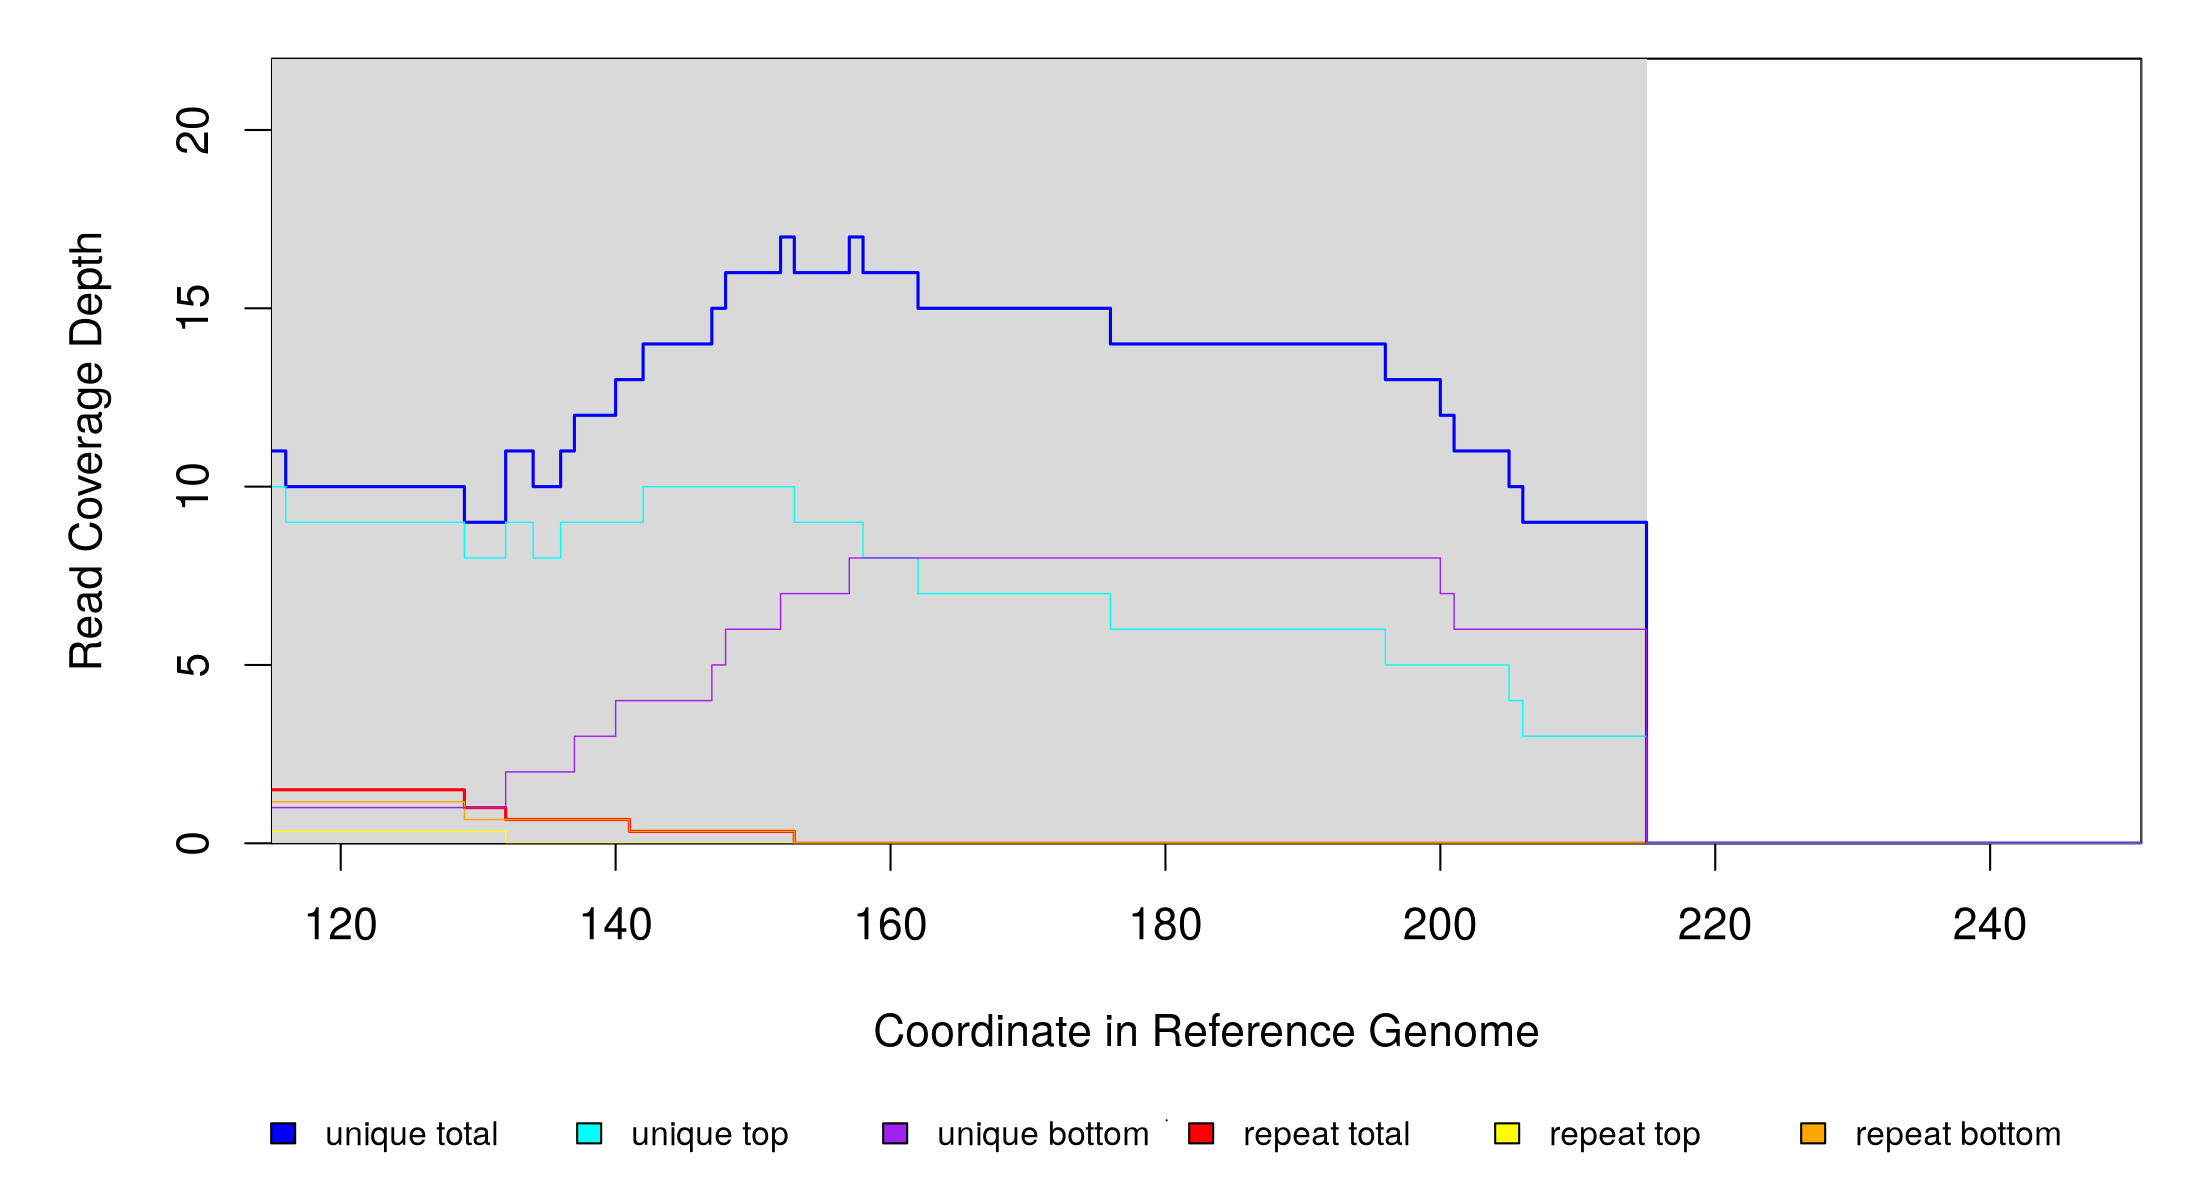 Read Coverage Depth
20
15
10
5
0
120 140 160 180 200 220 240
Coordinate in Reference Genome
unique total unique top unique bottom repeat total repeat top repeat bottom